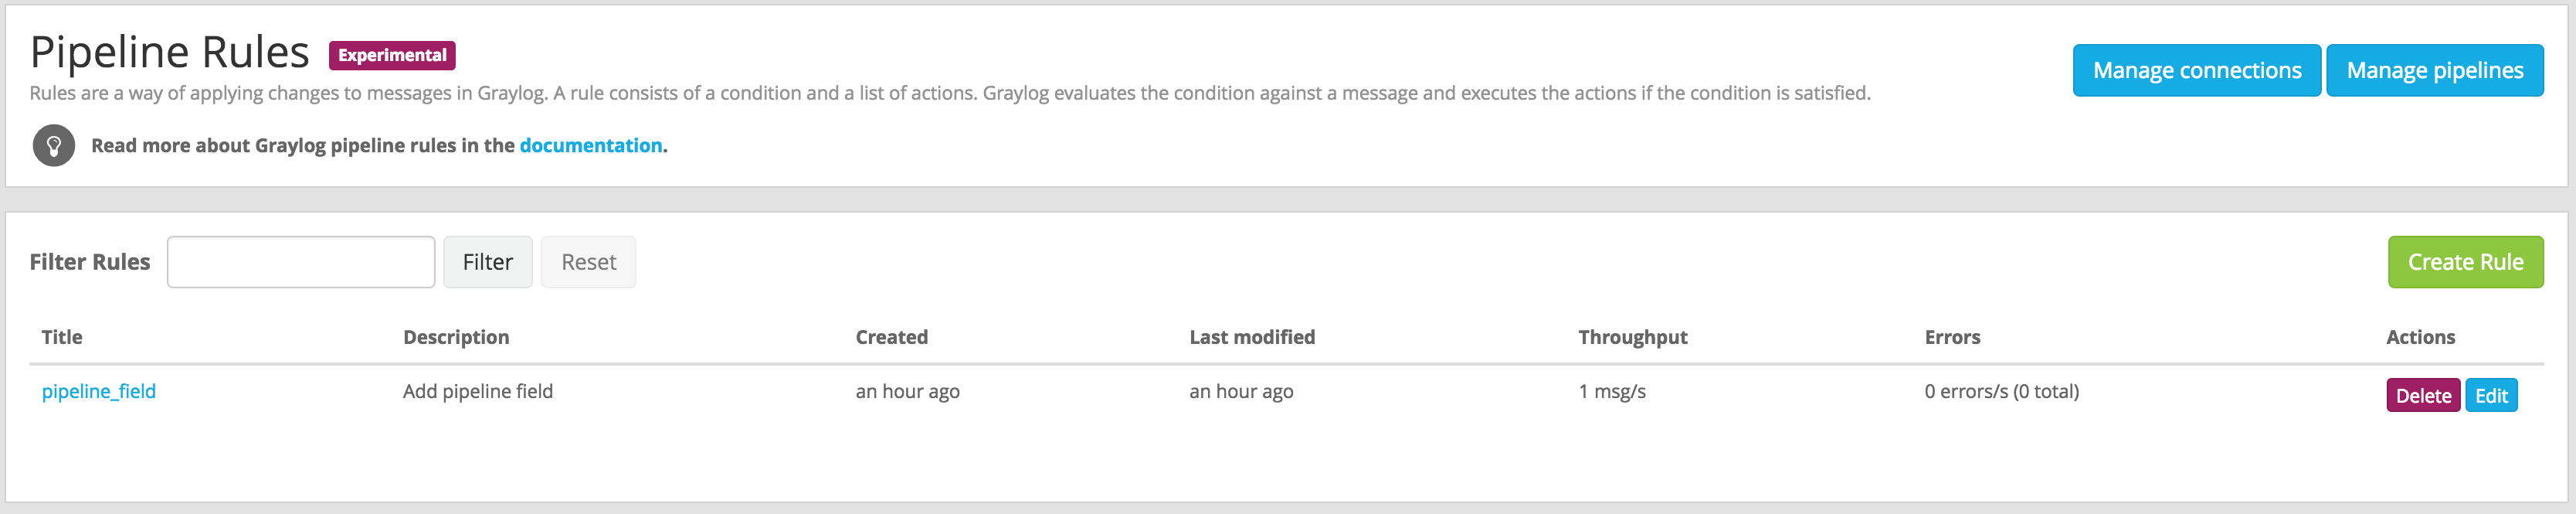 Pipeline Rules Experimental
Manage connections Manage pipelines
Rules are a way of applying changes to messages in Graylog. A rule consists of a condition and a list of actions. Graylog evaluates the condition against a message and executes the actions if the condition is satisfied.
Read more about Graylog pipeline rules in the documentation.
Filter Rules Filter Reset Create Rule
Title Description Created Last modified Throughput Errors Actions
pipeline_field Add pipeline field an hour ago an hour ago 1 msg/s 0 errors/s (0 total) Delete Edit